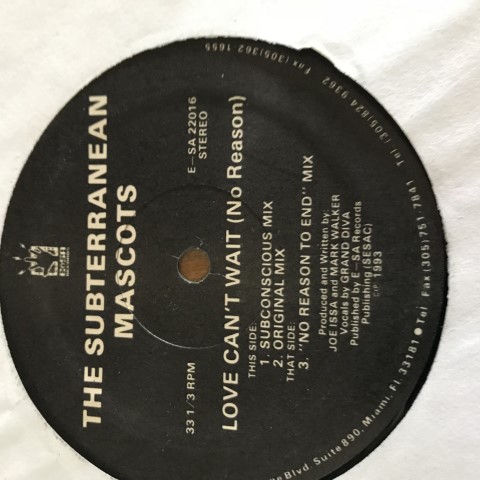 THE SUBTERRANEAN
MASCOTS
33 1/3 RPM
E-SA 22016
STEREO
LOVE CAN'T WAIT (No Reason)
THIS SIDE:
1. SUBCONSCIOUS MIX
2. ORIGINAL MIX
THAT SIDE:
3. "NO REASON TO END" MIX
Produced and Written by
JOE ISSA and MARK WALKER
Vocals by GRAND DIVA
Published by E-SA Records
Publishing (SESAC)
1993
Blvd. Suite 890, Miami, Fl. 33181 ● Tel Fax (305) 751-7841 Tel (305) 824 9362 Fax (305) 362-1655